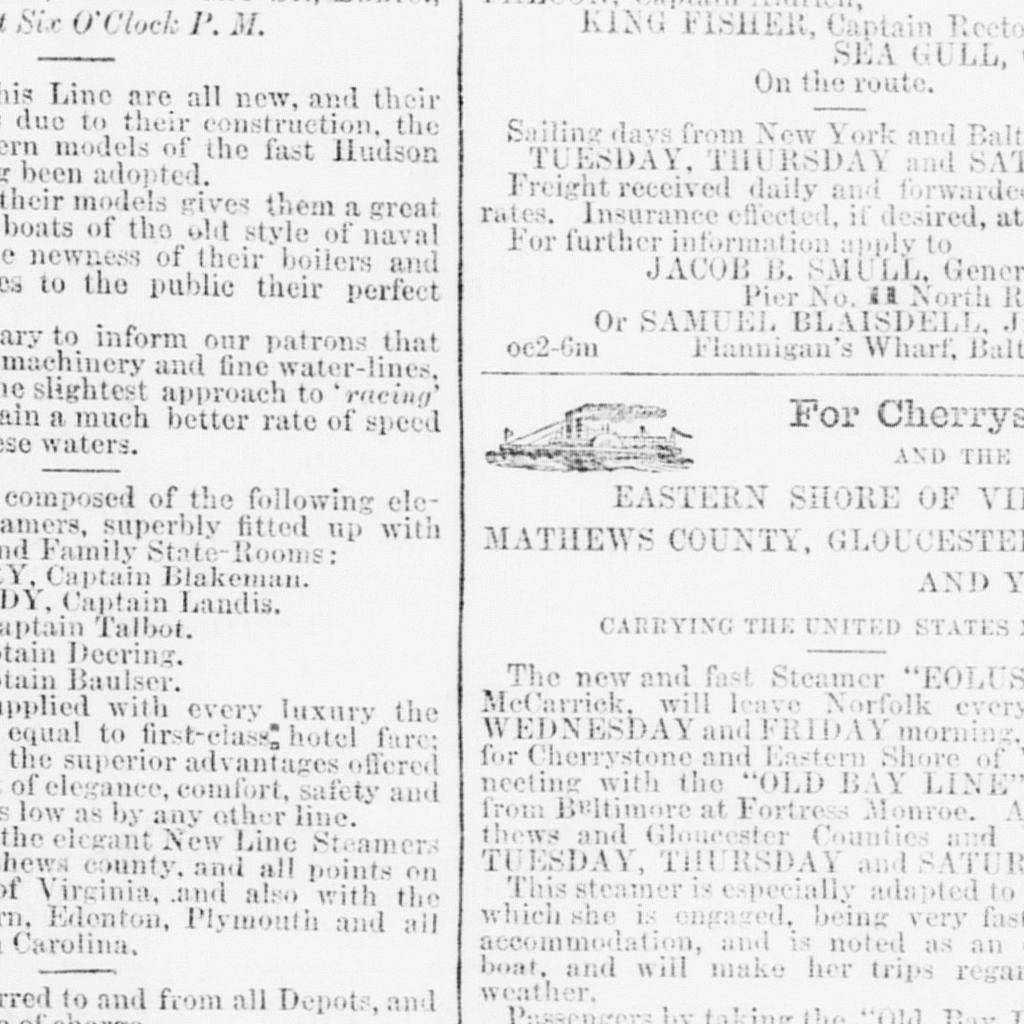 t Six O'Clock P. M.
his Line are all new, and their
due to their construction, the
ern models of the fast Hudson
g been adopted.
their models gives them a great
boats of the old style of naval
e newness of their boilers and
es to the public their perfect
ary to inform our patrons that
machinery and fine water-lines,
he slightest approach to 'racing'
ain a much better rate of speed
ese waters.
composed of the following ele-
amers, superbly fitted up with
nd Family State-Rooms:
EY, Captain Blakeman.
DY, Captain Landis.
aptain Talbot.
tain Deering.
tain Baulser.
upplied with every luxury the
equal to first-class hotel fare;
the superior advantages offered
of elegance, comfort, safety and
s low as by any other line.
the elegant New Line Steamers
thews county, and all points on
of Virginia, and also with the
rn, Edenton, Plymouth and all
Carolina.
rred to and from all Depots, and
of charge.
FALCON, Captain Aldrich,
KING FISHER, Captain Recto
SEA GULL,
On the route.
Sailing days from New York and Balt
TUESDAY, THURSDAY and SAT
Freight received daily and forwarded
rates. Insurance effected, if desired, at
For further information apply to
JACOB B. SMULL, Gener
Pier No. 11 North R
Or SAMUEL BLAISDELL, J
oc2-6m Flannigan's Wharf, Balt
For Cherrys
AND THE
EASTERN SHORE OF VI
MATHEWS COUNTY, GLOUCESTER
AND Y
CARRYING THE UNITED STATES
The new and fast Steamer "EOLUS
McCarrick, will leave Norfolk every
WEDNESDAY and FRIDAY morning,
for Cherrystone and Eastern Shore of
necting with the "OLD BAY LINE"
from Baltimore at Fortress Monroe. A
thews and Gloucester Counties and
TUESDAY, THURSDAY and SATUR
This steamer is especially adapted to
which she is engaged, being very fast
accommodation, and is noted as an
boat, and will make her trips regar
weather.
Passengers by taking the "Old Bay L